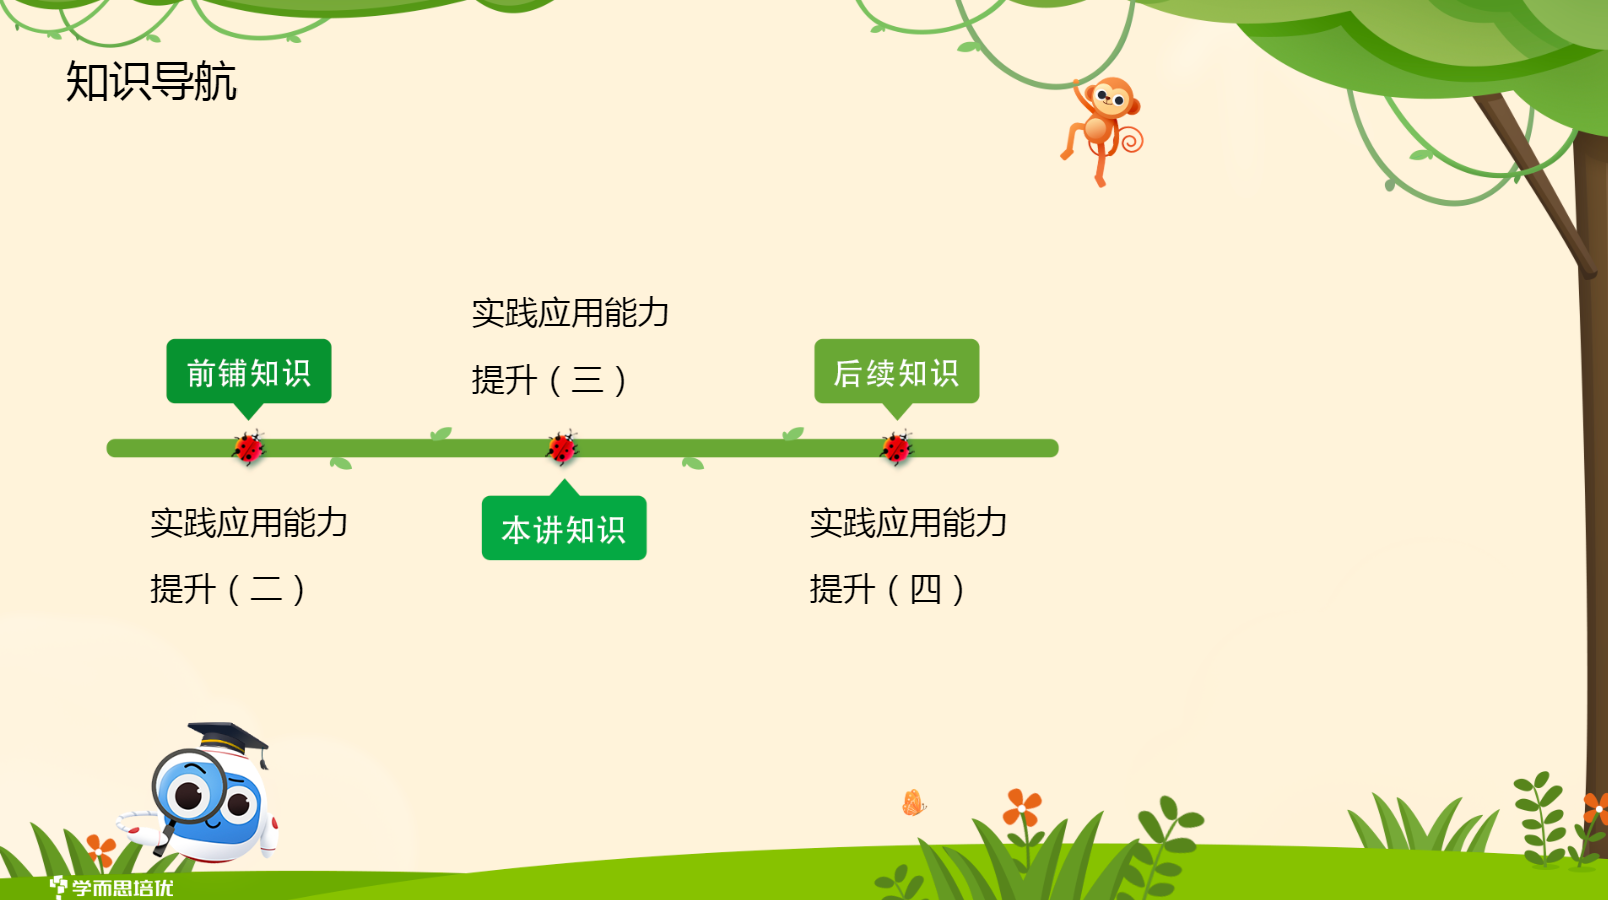 知识导航
前铺知识
实践应用能力
提升（二）
实践应用能力
提升（三）
本讲知识
后续知识
实践应用能力
提升（四）
学而思培优